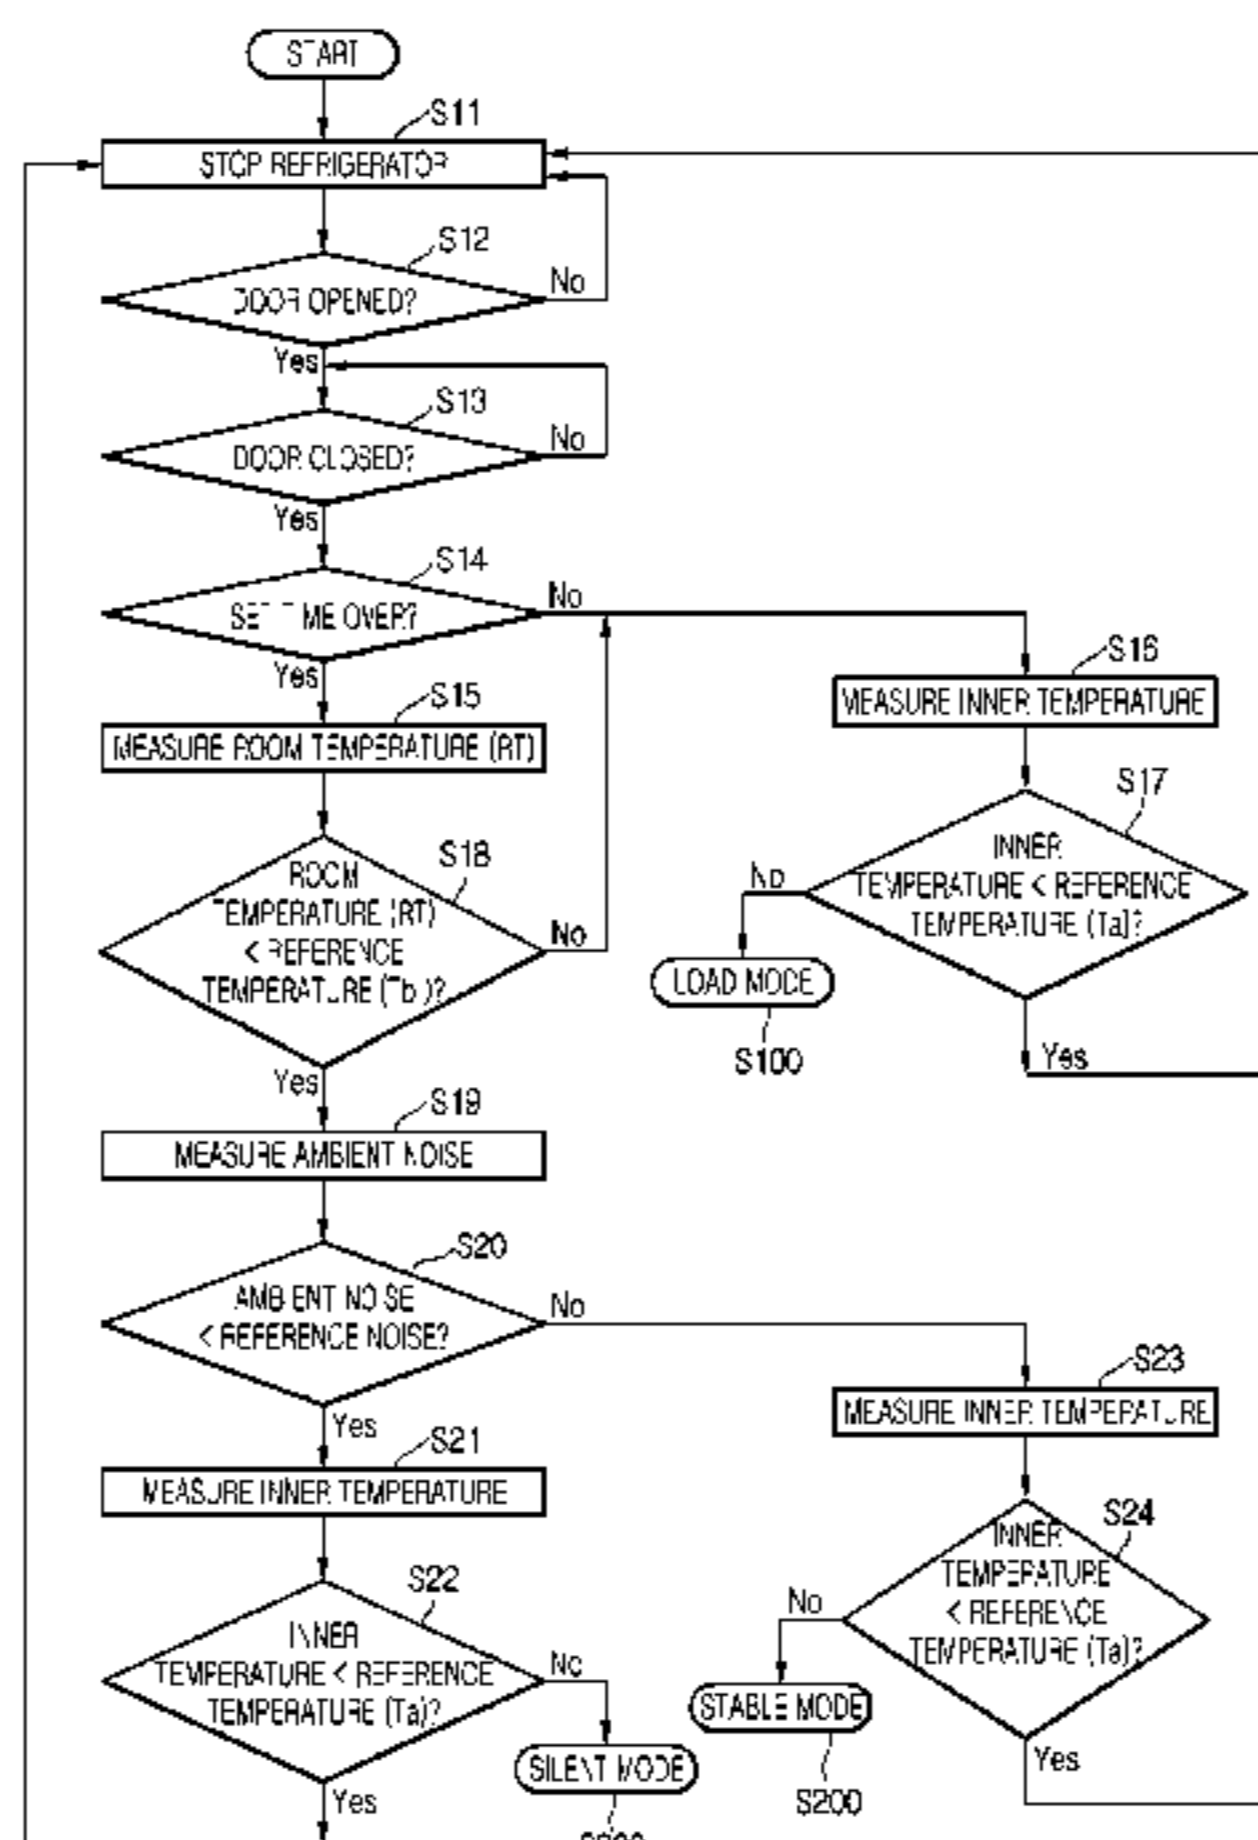 START
S11
STOP REFRIGERATOR
S12
DOOR OPENED?
No
Yes
S13
DOOR CLOSED?
No
Yes
S14
SET TIME OVER?
No
Yes
S15
MEASURE ROOM TEMPERATURE (RT)
S16
MEASURE INNER TEMPERATURE
S17
INNER
TEMPERATURE < REFERENCE
TEMPERATURE (Ta)?
No
LOAD MODE
S100
Yes
S18
ROOM
TEMPERATURE (RT)
< REFERENCE
TEMPERATURE (Tb1)?
No
Yes
S19
MEASURE AMBIENT NOISE
S20
AMBIENT NOISE
< REFERENCE NOISE?
No
Yes
S21
MEASURE INNER TEMPERATURE
S23
MEASURE INNER TEMPERATURE
S24
INNER
TEMPERATURE
< REFERENCE
TEMPERATURE (Ta)?
No
STABLE MODE
S200
Yes
S22
INNER
TEMPERATURE < REFERENCE
TEMPERATURE (Ta)?
No
SILENT MODE
Yes